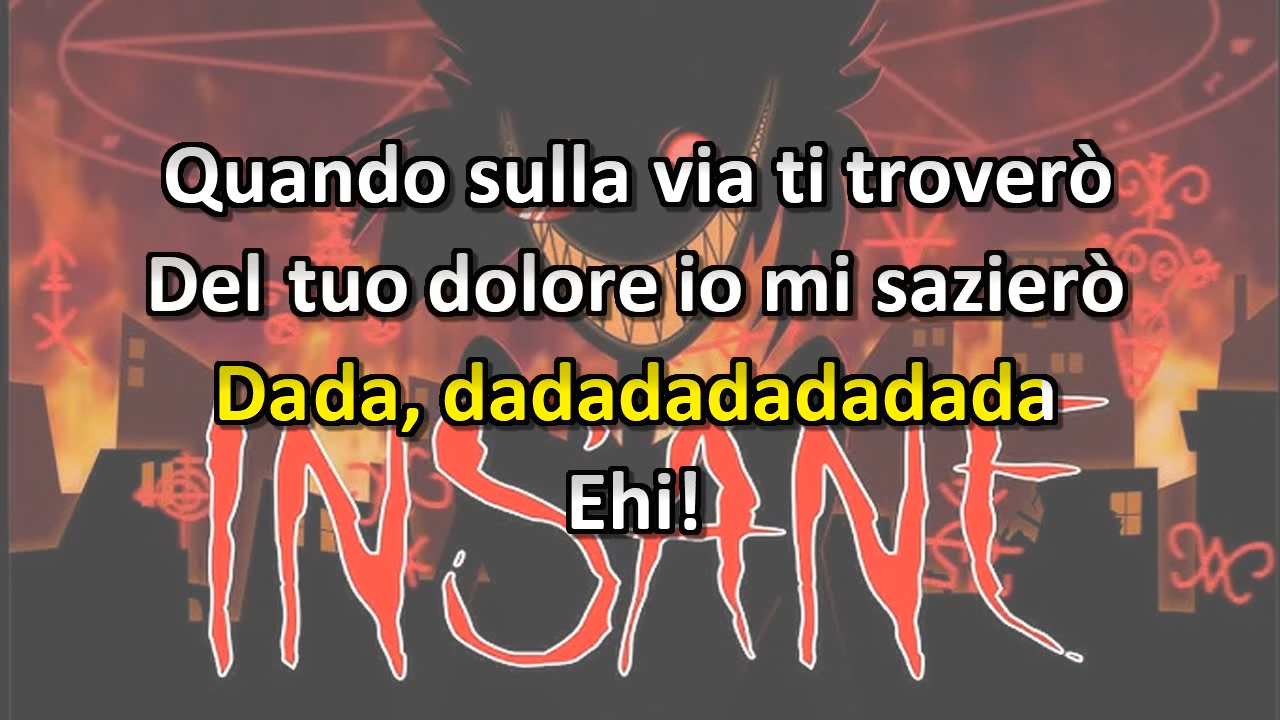 Quando sulla via ti troverò
Del tuo dolore io mi sazierò
Dada, dadadadadadada
Ehi!
INSANE